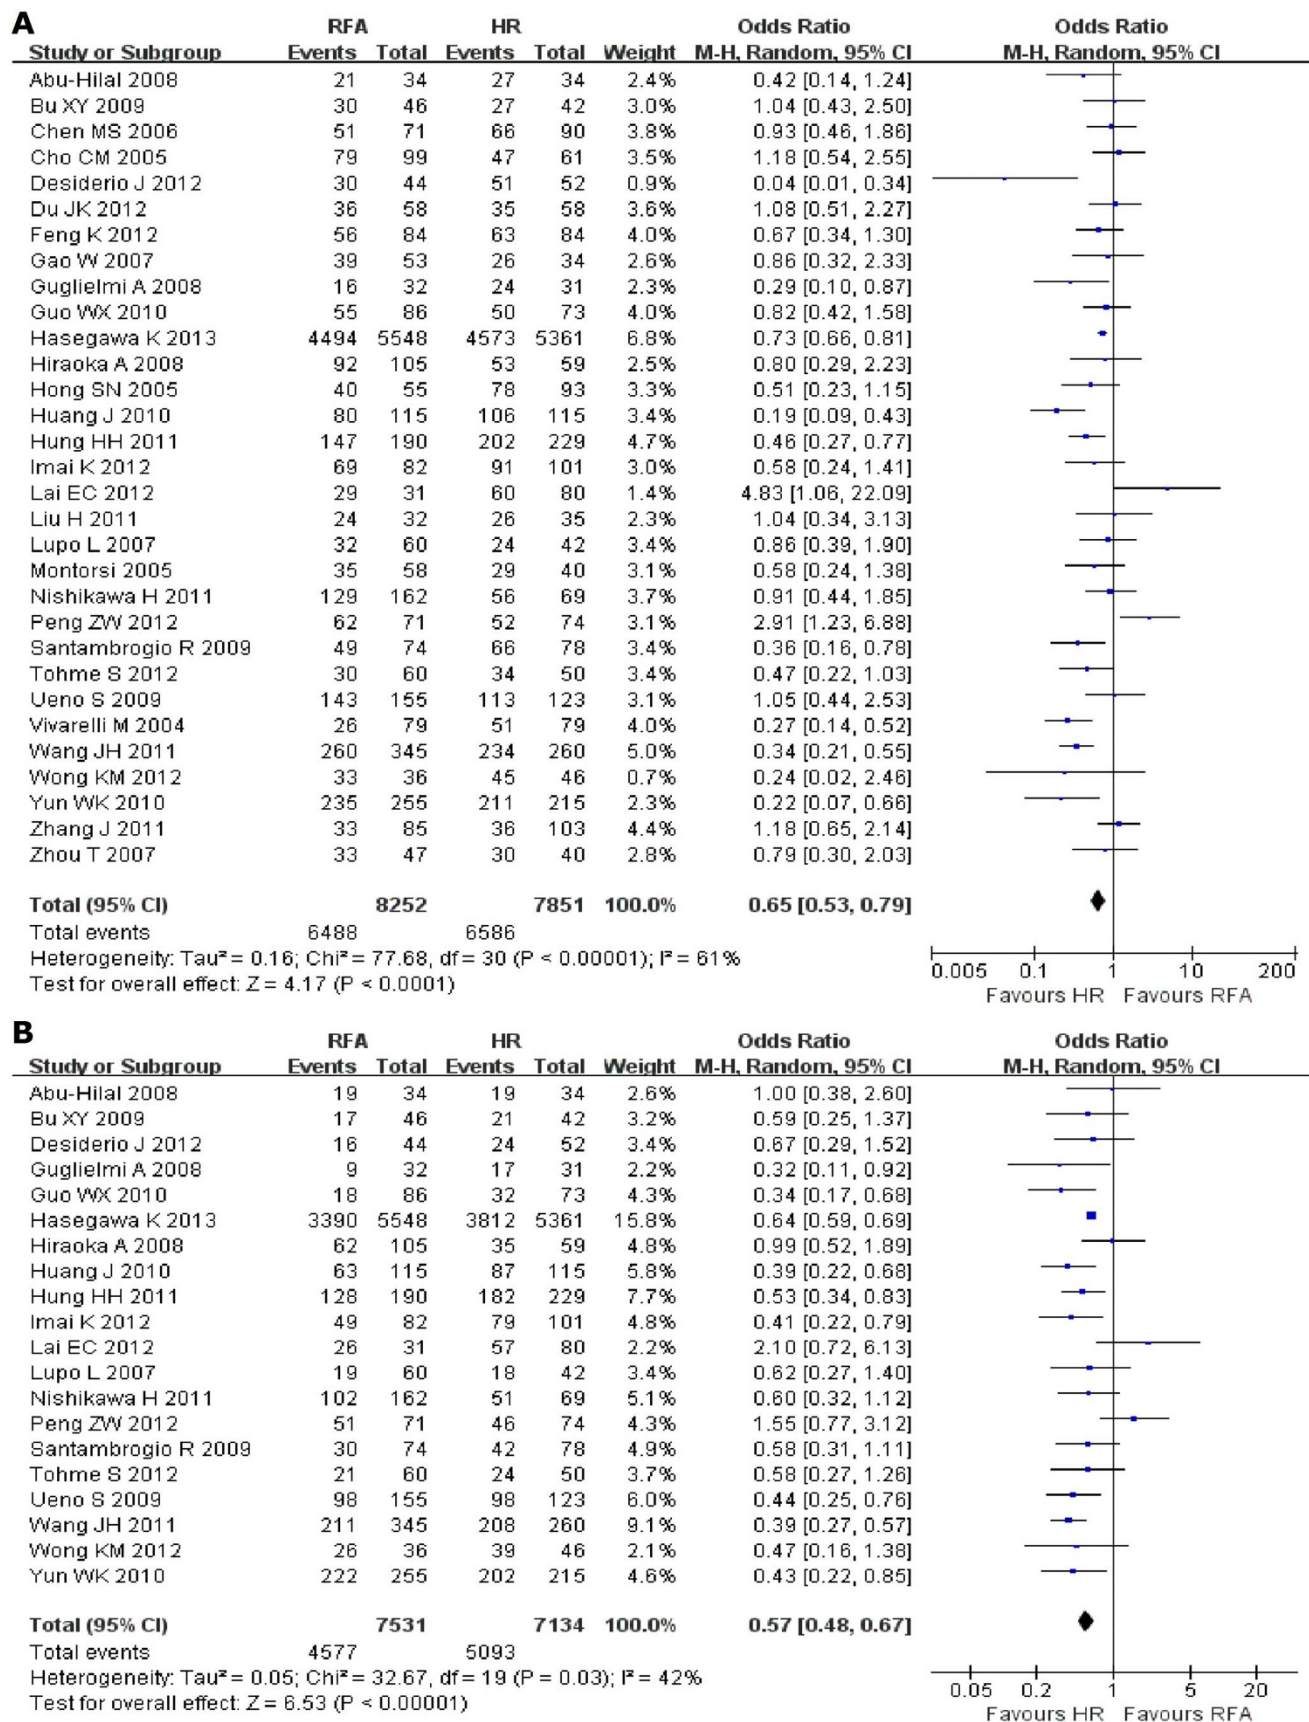 A
RFA HR Odds Ratio Odds Ratio
Study or Subgroup Events Total Events Total Weight M-H, Random, 95% CI M-H, Random, 95% CI
Abu-Hilal 2008 21 34 27 34 2.4% 0.42 [0.14, 1.24]
Bu XY 2009 30 46 27 42 3.0% 1.04 [0.43, 2.50]
Chen MS 2006 51 71 66 90 3.8% 0.93 [0.46, 1.86]
Cho CM 2005 79 99 47 61 3.5% 1.18 [0.54, 2.55]
Desiderio J 2012 30 44 51 52 0.9% 0.04 [0.01, 0.34]
Du JK 2012 36 58 35 58 3.6% 1.08 [0.51, 2.27]
Feng K 2012 56 84 63 84 4.0% 0.67 [0.34, 1.30]
Gao W 2007 39 53 26 34 2.6% 0.86 [0.32, 2.33]
Guglielmi A 2008 16 32 24 31 2.3% 0.29 [0.10, 0.87]
Guo WX 2010 55 86 50 73 4.0% 0.82 [0.42, 1.58]
Hasegawa K 2013 4494 5548 4573 5361 6.8% 0.73 [0.66, 0.81]
Hiraoka A 2008 92 105 53 59 2.5% 0.80 [0.29, 2.23]
Hong SN 2005 40 55 78 93 3.3% 0.51 [0.23, 1.15]
Huang J 2010 80 115 106 115 3.4% 0.19 [0.09, 0.43]
Hung HH 2011 147 190 202 229 4.7% 0.46 [0.27, 0.77]
Imai K 2012 69 82 91 101 3.0% 0.58 [0.24, 1.41]
Lai EC 2012 29 31 60 80 1.4% 4.83 [1.06, 22.09]
Liu H 2011 24 32 26 35 2.3% 1.04 [0.34, 3.13]
Lupo L 2007 32 60 24 42 3.4% 0.86 [0.39, 1.90]
Montorsi 2005 35 58 29 40 3.1% 0.58 [0.24, 1.38]
Nishikawa H 2011 129 162 56 69 3.7% 0.91 [0.44, 1.85]
Peng ZW 2012 62 71 52 74 3.1% 2.91 [1.23, 6.88]
Santambrogio R 2009 49 74 66 78 3.4% 0.36 [0.16, 0.78]
Tohme S 2012 30 60 34 50 3.4% 0.47 [0.22, 1.03]
Ueno S 2009 143 155 113 123 3.1% 1.05 [0.44, 2.53]
Vivarelli M 2004 26 79 51 79 4.0% 0.27 [0.14, 0.52]
Wang JH 2011 260 345 234 260 5.0% 0.34 [0.21, 0.55]
Wong KM 2012 33 36 45 46 0.7% 0.24 [0.02, 2.46]
Yun WK 2010 235 255 211 215 2.3% 0.22 [0.07, 0.66]
Zhang J 2011 33 85 36 103 4.4% 1.18 [0.65, 2.14]
Zhou T 2007 33 47 30 40 2.8% 0.79 [0.30, 2.03]
Total (95% CI) 8252 7851 100.0% 0.65 [0.53, 0.79]
Total events 6488 6586
Heterogeneity: Tau² = 0.16; Chi² = 77.68, df = 30 (P < 0.00001); I² = 61%
Test for overall effect: Z = 4.17 (P < 0.0001)
0.005 0.1 1 10 200
Favours HR Favours RFA
B
RFA HR Odds Ratio Odds Ratio
Study or Subgroup Events Total Events Total Weight M-H, Random, 95% CI M-H, Random, 95% CI
Abu-Hilal 2008 19 34 19 34 2.6% 1.00 [0.38, 2.60]
Bu XY 2009 17 46 21 42 3.2% 0.59 [0.25, 1.37]
Desiderio J 2012 16 44 24 52 3.4% 0.67 [0.29, 1.52]
Guglielmi A 2008 9 32 17 31 2.2% 0.32 [0.11, 0.92]
Guo WX 2010 18 86 32 73 4.3% 0.34 [0.17, 0.68]
Hasegawa K 2013 3390 5548 3812 5361 15.8% 0.64 [0.59, 0.69]
Hiraoka A 2008 62 105 35 59 4.8% 0.99 [0.52, 1.89]
Huang J 2010 63 115 87 115 5.8% 0.39 [0.22, 0.68]
Hung HH 2011 128 190 182 229 7.7% 0.53 [0.34, 0.83]
Imai K 2012 49 82 79 101 4.8% 0.41 [0.22, 0.79]
Lai EC 2012 26 31 57 80 2.2% 2.10 [0.72, 6.13]
Lupo L 2007 19 60 18 42 3.5% 0.62 [0.27, 1.40]
Nishikawa H 2011 102 162 51 69 5.1% 0.60 [0.32, 1.12]
Peng ZW 2012 51 71 46 74 4.3% 1.55 [0.77, 3.12]
Santambrogio R 2009 30 74 42 78 4.9% 0.58 [0.31, 1.11]
Tohme S 2012 21 60 24 50 3.7% 0.58 [0.27, 1.26]
Ueno S 2009 98 155 98 123 6.0% 0.44 [0.25, 0.76]
Wang JH 2011 211 345 208 260 9.1% 0.39 [0.27, 0.57]
Wong KM 2012 26 36 39 46 2.1% 0.47 [0.16, 1.38]
Yun WK 2010 222 255 202 215 4.6% 0.43 [0.22, 0.85]
Total (95% CI) 7531 7134 100.0% 0.57 [0.48, 0.67]
Total events 4577 5093
Heterogeneity: Tau² = 0.05; Chi² = 32.67, df = 19 (P = 0.03); I² = 42%
Test for overall effect: Z = 6.53 (P < 0.00001)
0.05 0.2 1 5 20
Favours HR Favours RFA